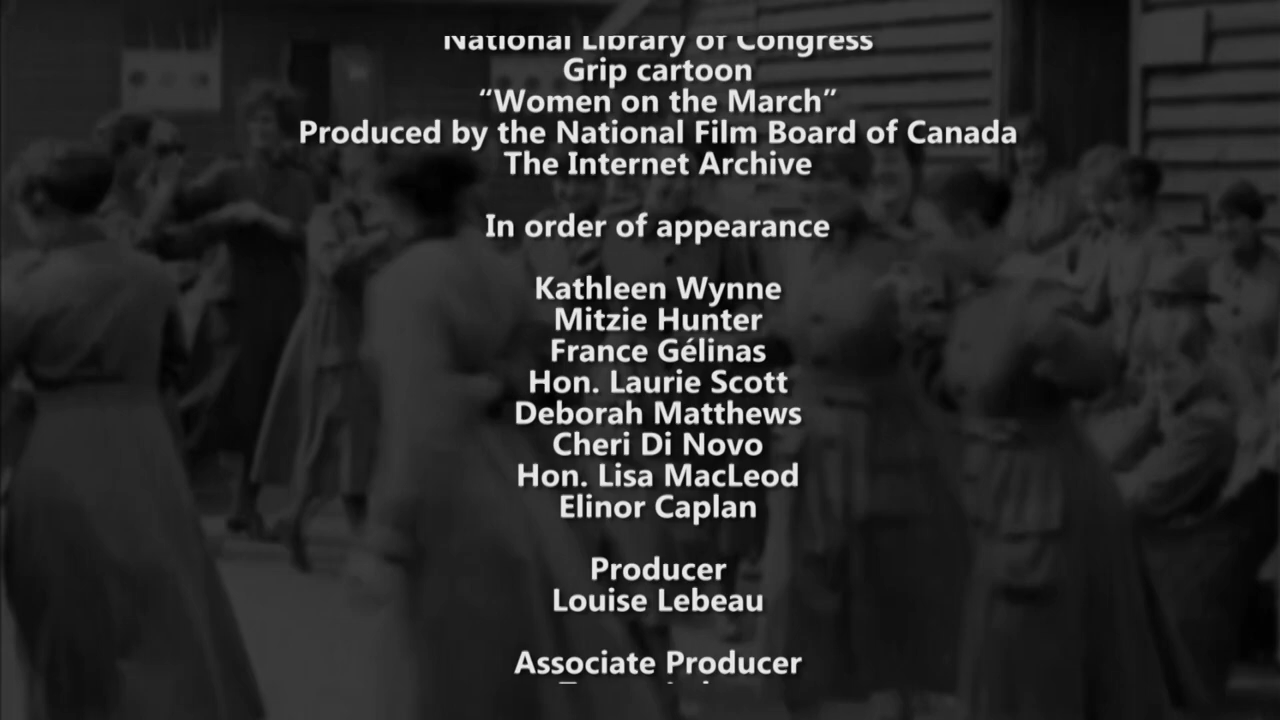 National Library of Congress
Grip cartoon
“Women on the March”
Produced by the National Film Board of Canada
The Internet Archive
In order of appearance
Kathleen Wynne
Mitzie Hunter
France Gélinas
Hon. Laurie Scott
Deborah Matthews
Cheri Di Novo
Hon. Lisa MacLeod
Elinor Caplan
Producer
Louise Lebeau
Associate Producer